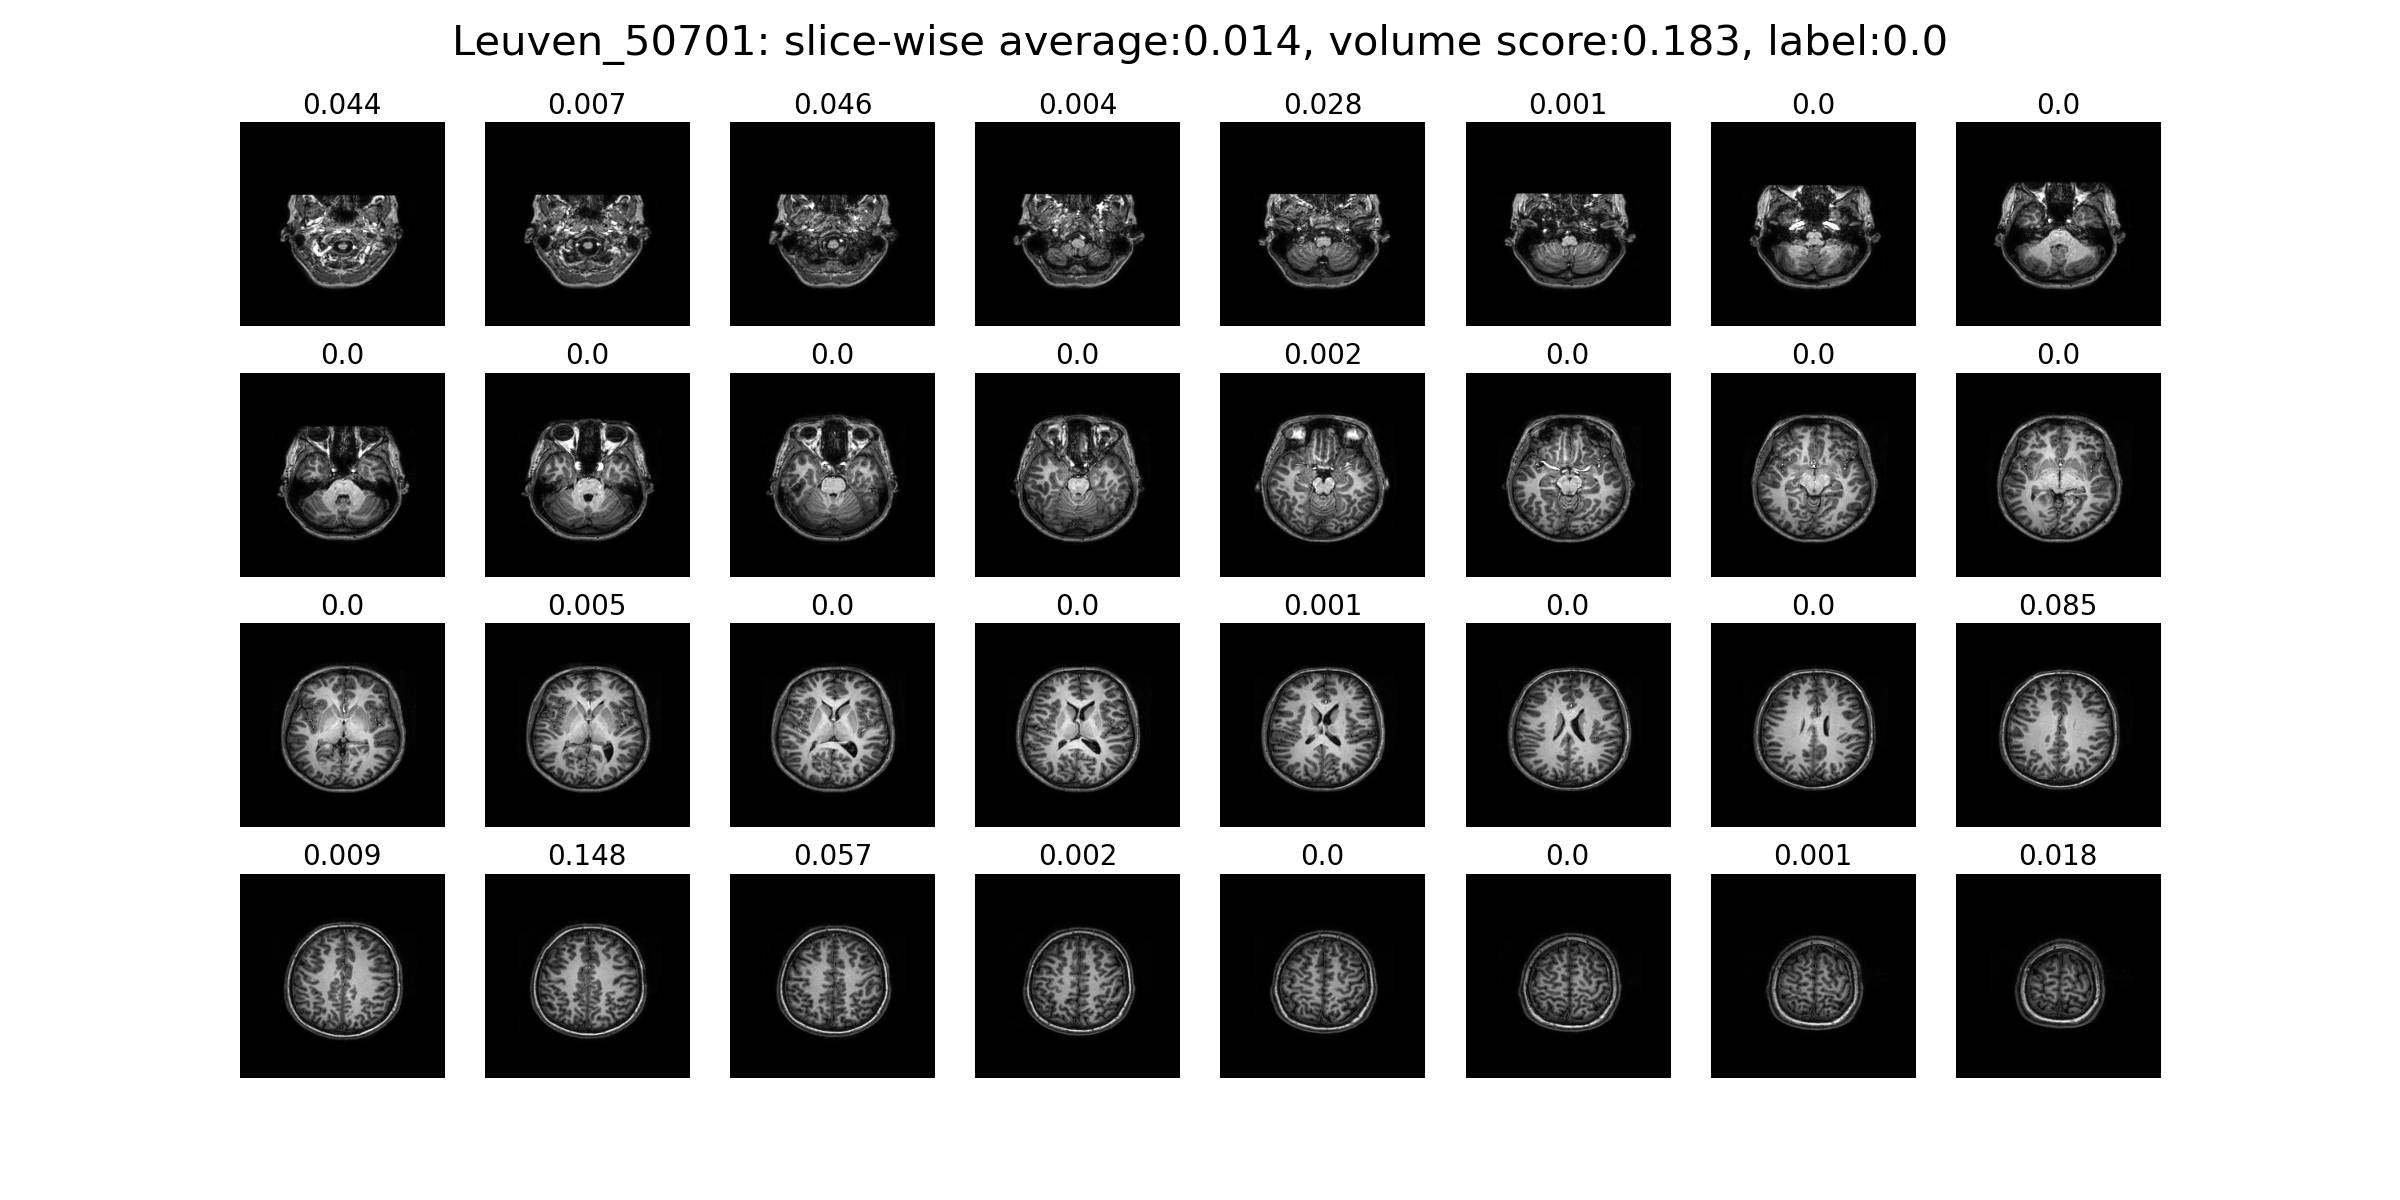 Leuven_50701: slice-wise average:0.014, volume score:0.183, label:0.0
0.044 0.007 0.046 0.004 0.028 0.001 0.0 0.0
0.0 0.0 0.0 0.0 0.002 0.0 0.0 0.0
0.0 0.005 0.0 0.0 0.001 0.0 0.0 0.085
0.009 0.148 0.057 0.002 0.0 0.0 0.001 0.018